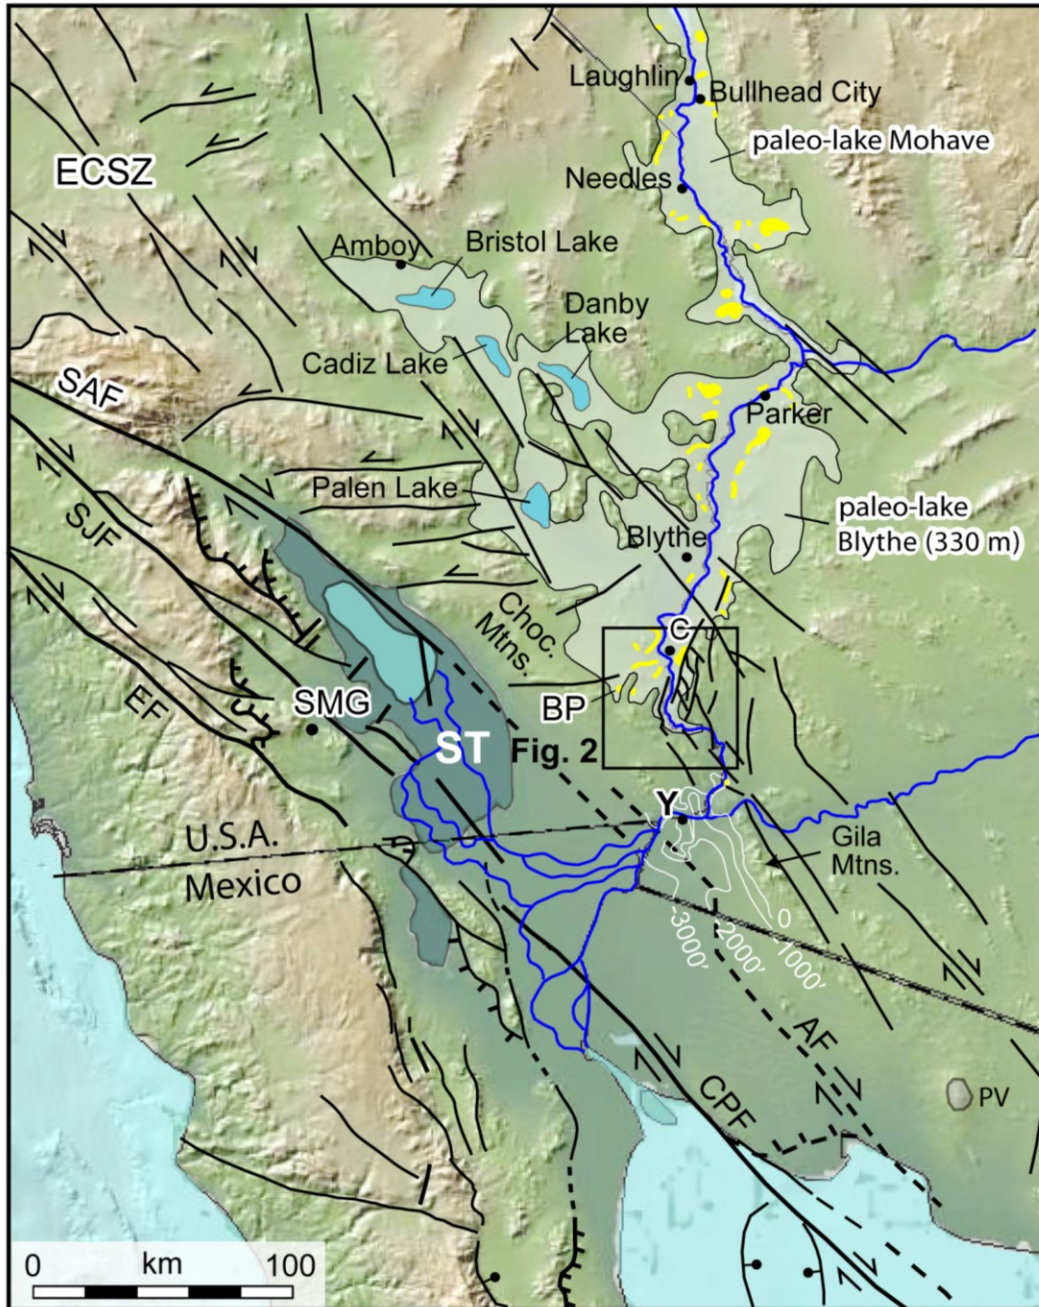 Laughlin
Bullhead City
paleo-lake Mohave
ECSZ
Needles
Amboy
Bristol Lake
Danby
Lake
Cadiz Lake
SAF
Parker
SJF
Palen Lake
paleo-lake
Blythe (330 m)
Blythe
Choc.
Mtns.
C
EF
SMG
BP
ST
Fig. 2
Y
U.S.A.
Mexico
Gila
Mtns.
0
-1000'
-2000'
-3000'
AF
CPF
PV
0 km 100